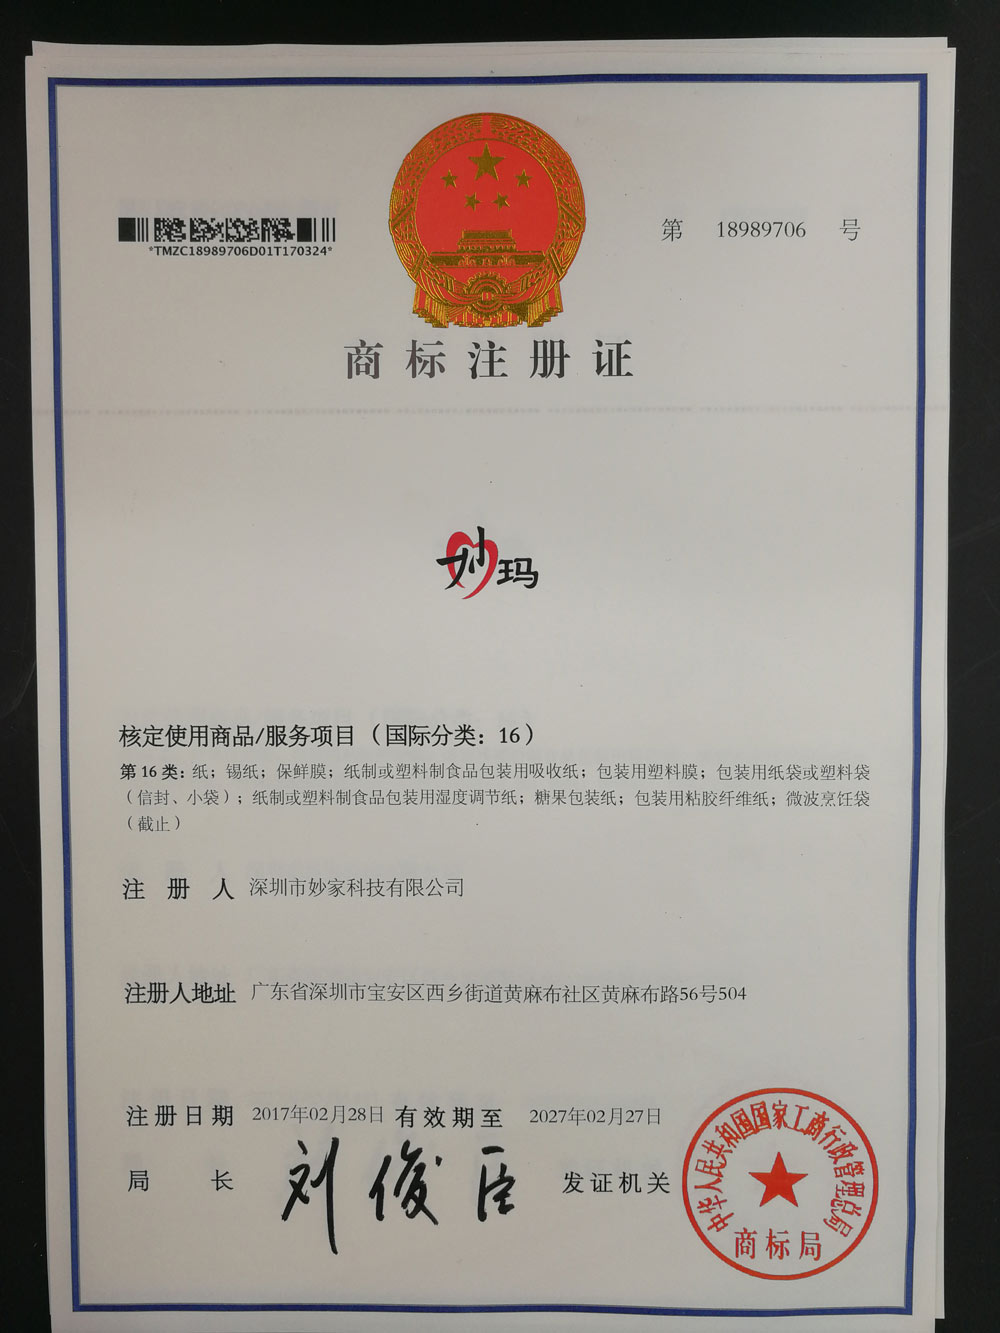 *TMZC18989706D01T170324*
第 18989706 号
商标注册证
妙玛
核定使用商品/服务项目（国际分类：16）
第16类：纸；锡纸；保鲜膜；纸制或塑料制食品包装用吸收纸；包装用塑料膜；包装用纸袋或塑料袋
（信封、小袋）；纸制或塑料制食品包装用湿度调节纸；糖果包装纸；包装用粘胶纤维纸；微波烹饪袋
（截止）
注册人 深圳市妙家科技有限公司
注册人地址 广东省深圳市宝安区西乡街道黄麻布社区黄麻布路56号504
注册日期 2017年02月28日 有效期至 2027年02月27日
局长 刘俊臣 发证机关
中华人民共和国国家工商行政管理总局
商标局